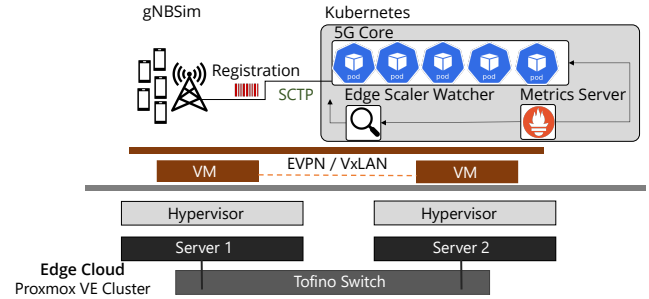 gNBSim
Kubernetes
5G Core
pod
pod
pod
pod
pod
Registration
SCTP
Edge Scaler Watcher
Metrics Server
EVPN / VxLAN
VM
VM
Hypervisor
Hypervisor
Server 1
Server 2
Edge Cloud
Proxmox VE Cluster
Tofino Switch